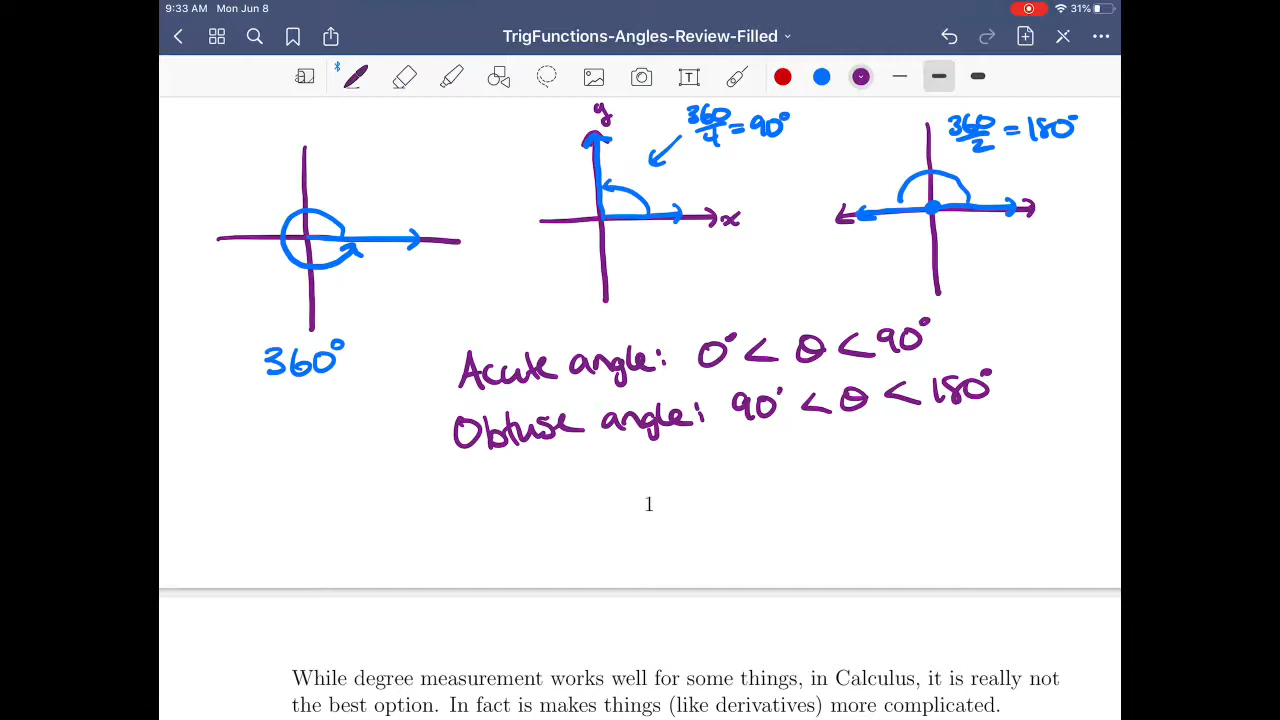 9:33 AM Mon Jun 8
31%
TrigFunctions-Angles-Review-Filled
T
y
360/4 = 90°
360/2 = 180°
x
360°
Acute angle: 0° < θ < 90°
Obtuse angle: 90° < θ < 180°
1
While degree measurement works well for some things, in Calculus, it is really not
the best option. In fact is makes things (like derivatives) more complicated.